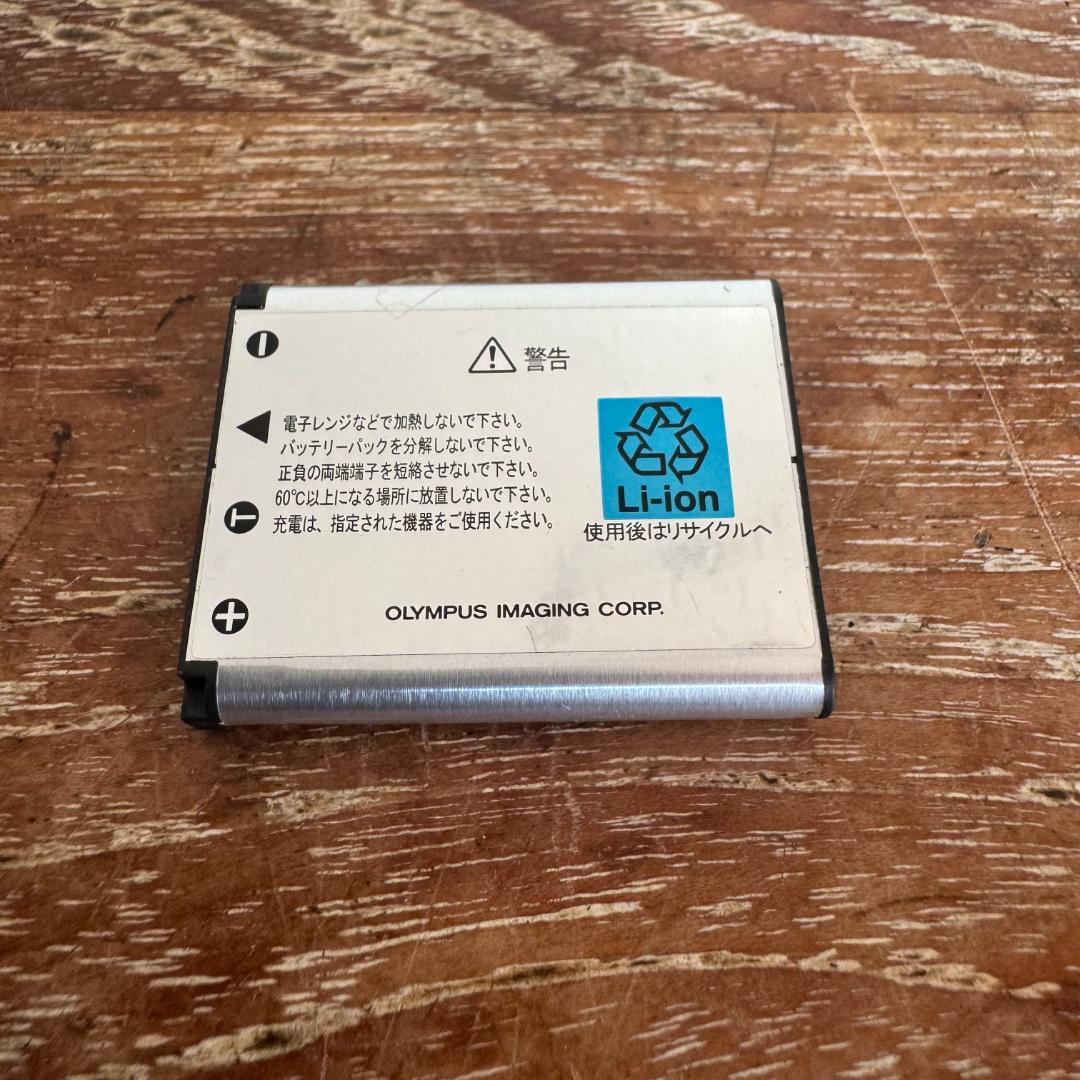 警告
電子レンジなどで加熱しないで下さい。
バッテリーパックを分解しないで下さい。
正負の両端端子を短絡させないで下さい。
60℃以上になる場所に放置しないで下さい。
充電は、指定された機器をご使用ください。
Li-ion
使用後はリサイクルへ
T
OLYMPUS IMAGING CORP.